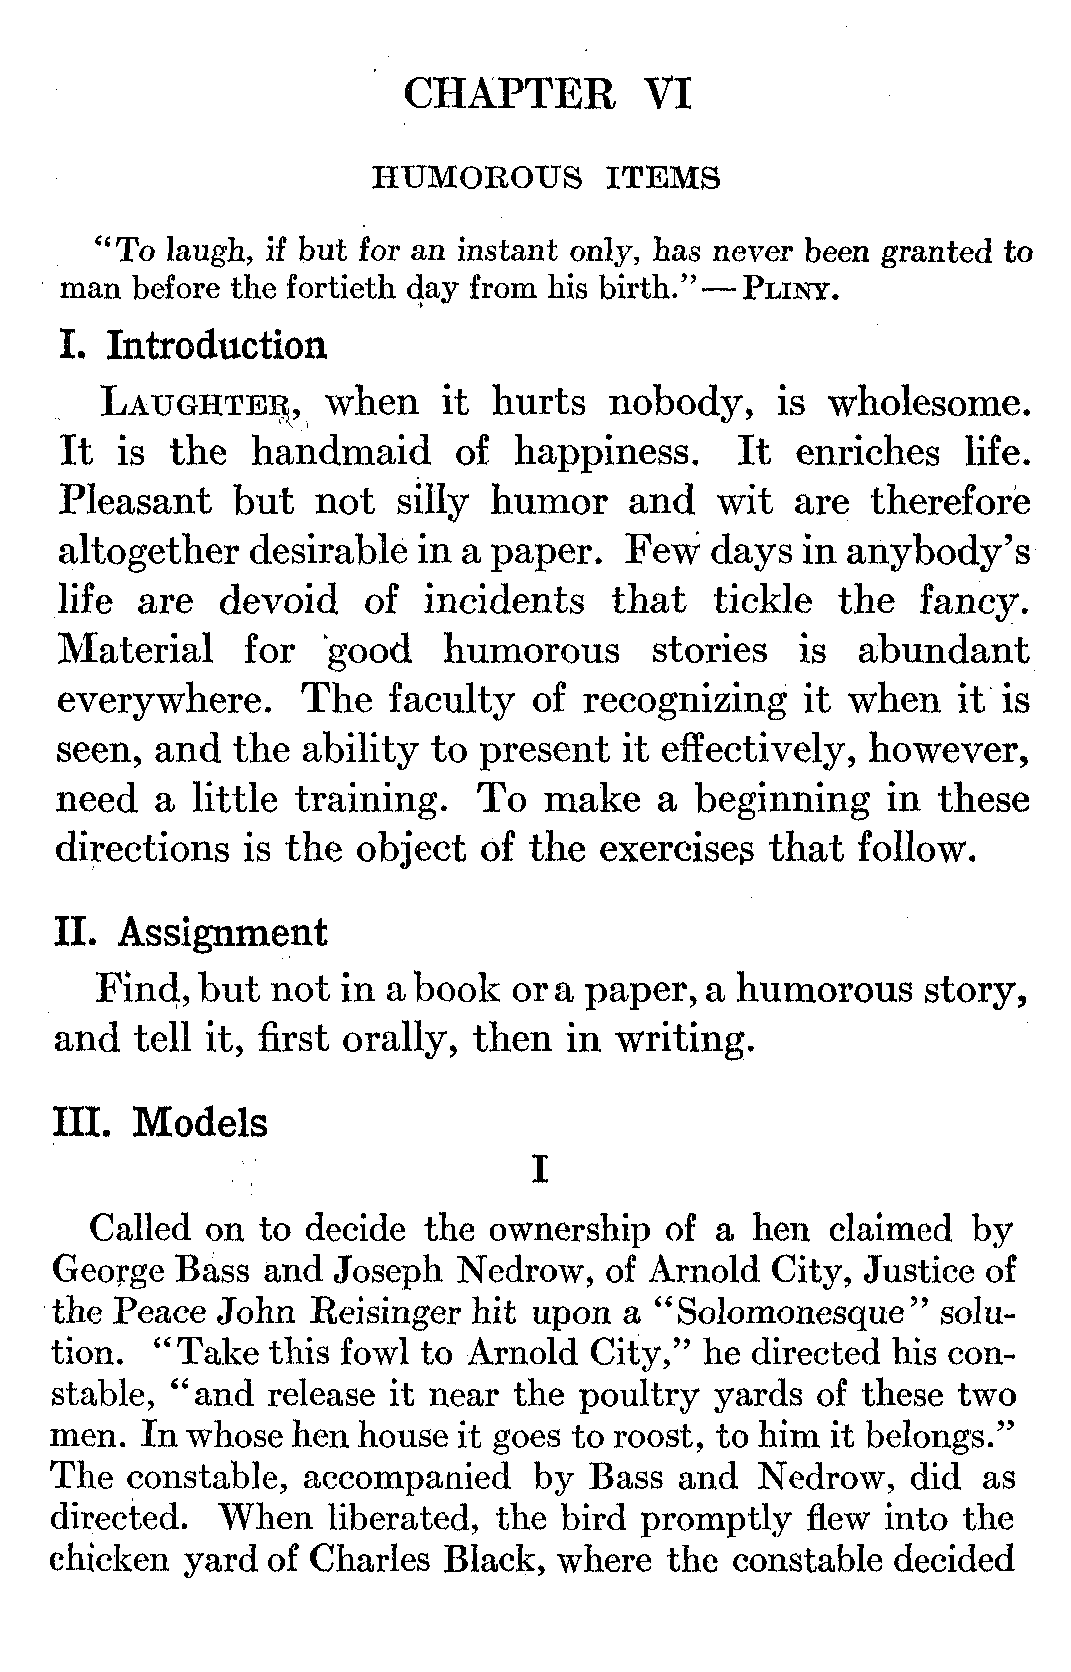 CHAPTER VI
HUMOROUS ITEMS
"To laugh, if but for an instant only, has never been granted to
man before the fortieth day from his birth."—PLINY.
I. Introduction
LAUGHTER, when it hurts nobody, is wholesome.
It is the handmaid of happiness. It enriches life.
Pleasant but not silly humor and wit are therefore
altogether desirable in a paper. Few days in anybody's
life are devoid of incidents that tickle the fancy.
Material for good humorous stories is abundant
everywhere. The faculty of recognizing it when it is
seen, and the ability to present it effectively, however,
need a little training. To make a beginning in these
directions is the object of the exercises that follow.
II. Assignment
Find, but not in a book or a paper, a humorous story,
and tell it, first orally, then in writing.
III. Models
I
Called on to decide the ownership of a hen claimed by
George Bass and Joseph Nedrow, of Arnold City, Justice of
the Peace John Reisinger hit upon a "Solomonesque" solu-
tion. "Take this fowl to Arnold City," he directed his con-
stable, "and release it near the poultry yards of these two
men. In whose hen house it goes to roost, to him it belongs."
The constable, accompanied by Bass and Nedrow, did as
directed. When liberated, the bird promptly flew into the
chicken yard of Charles Black, where the constable decided